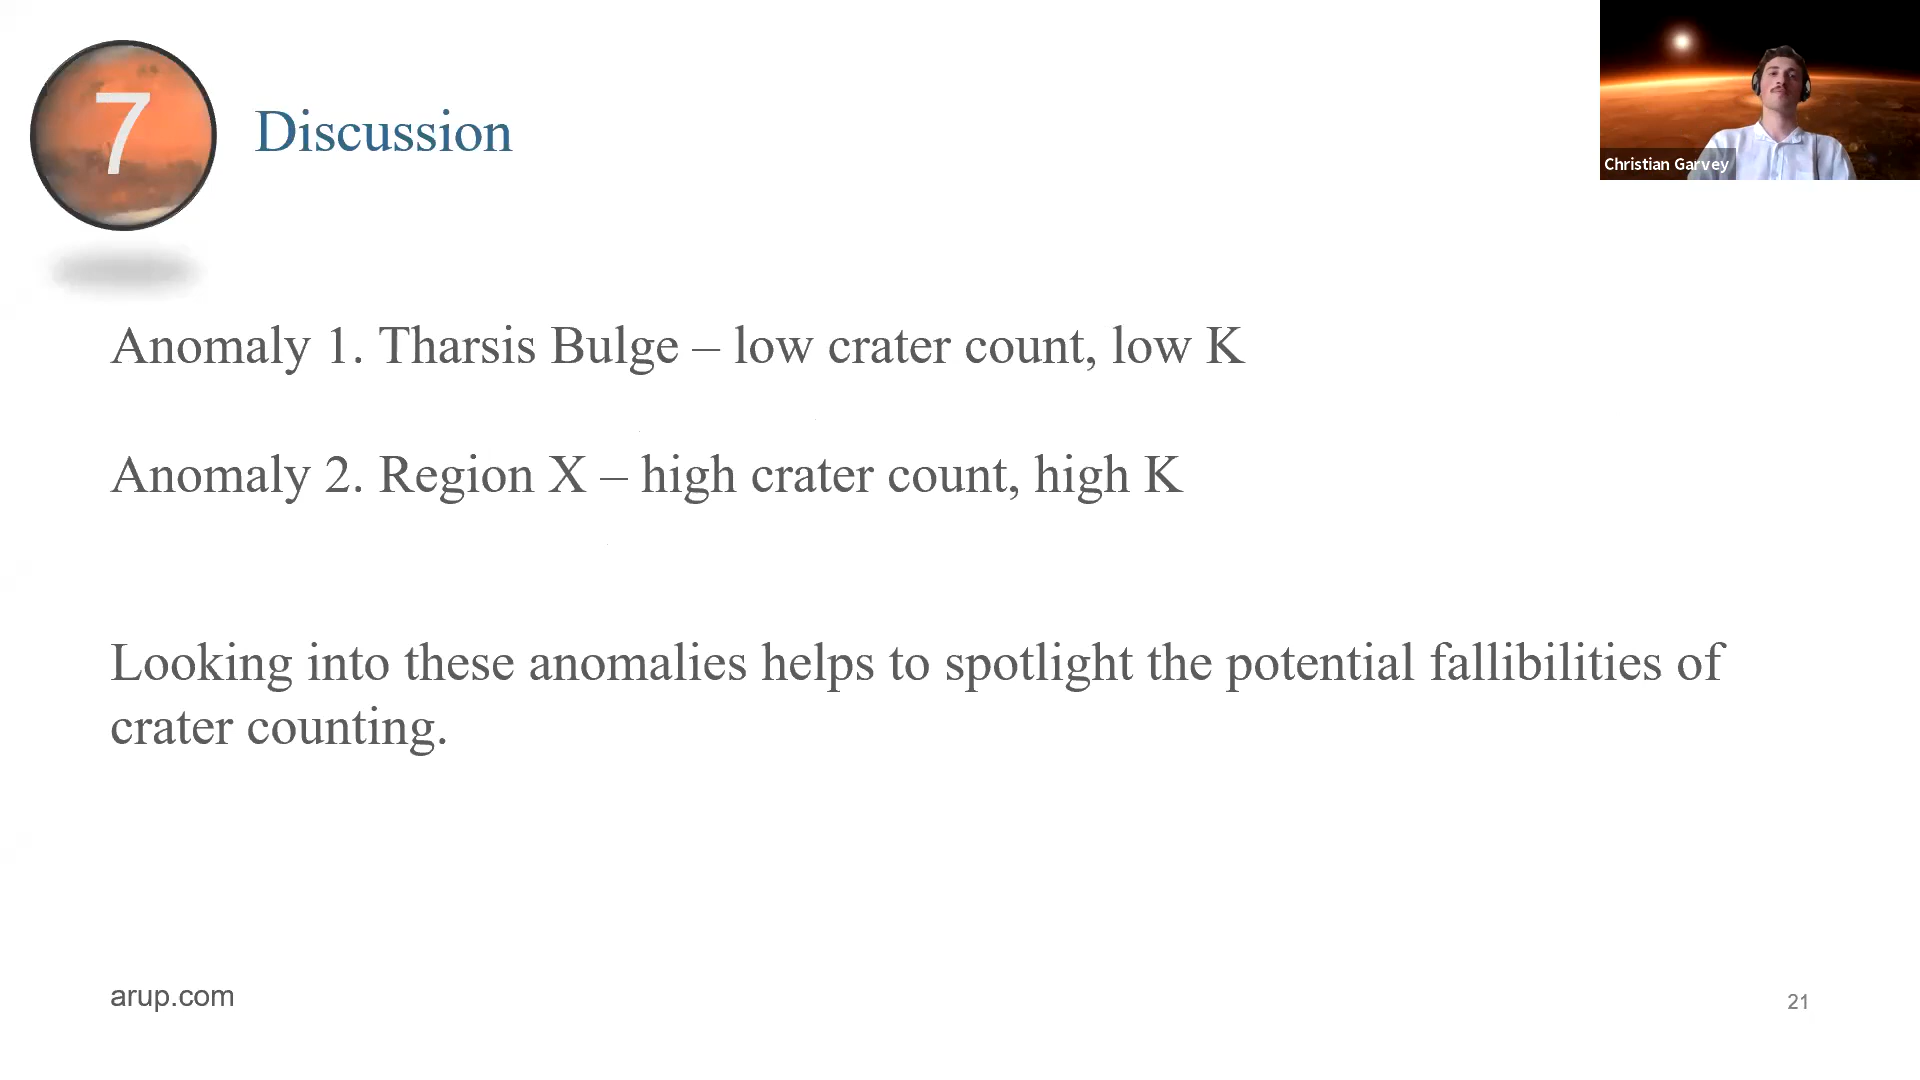 7
Discussion
Christian Garvey
Anomaly 1. Tharsis Bulge – low crater count, low K
Anomaly 2. Region X – high crater count, high K
Looking into these anomalies helps to spotlight the potential fallibilities of
crater counting.
arup.com
21